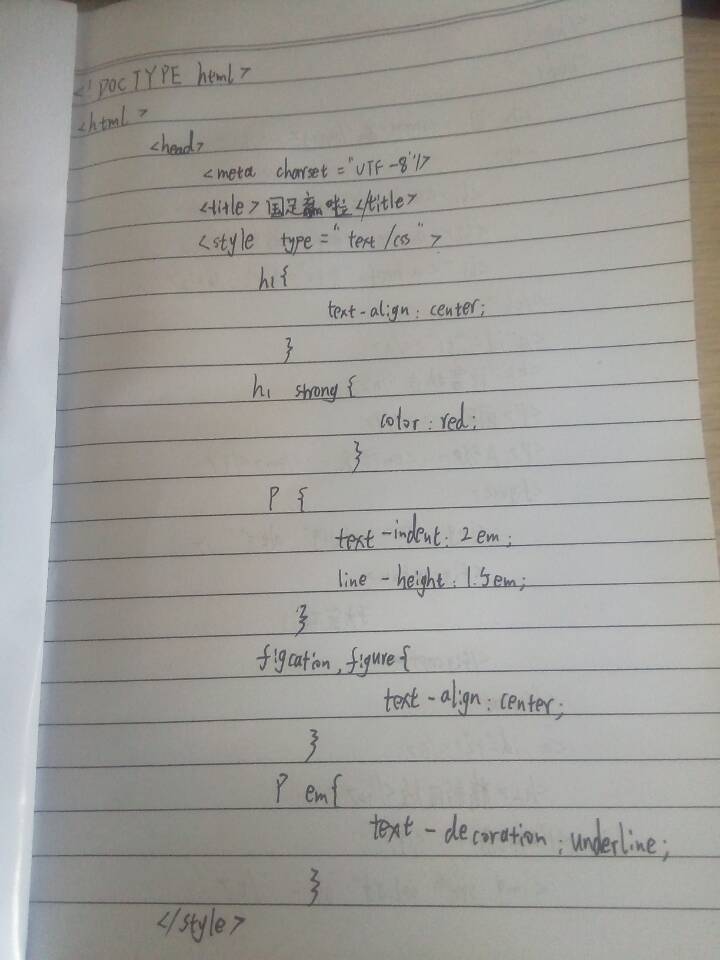 <!DOCTYPE html>
<html>
<head>
<meta charset="UTF-8"/>
<title>国足赢啦</title>
<style type="text/css">
h1{
text-align: center;
}
h1 strong{
color: red;
}
P {
text-indent: 2em;
line-height: 1.5em;
}
figcation, figure{
text-align: center;
}
P em{
text-decoration: underline;
}
</style>